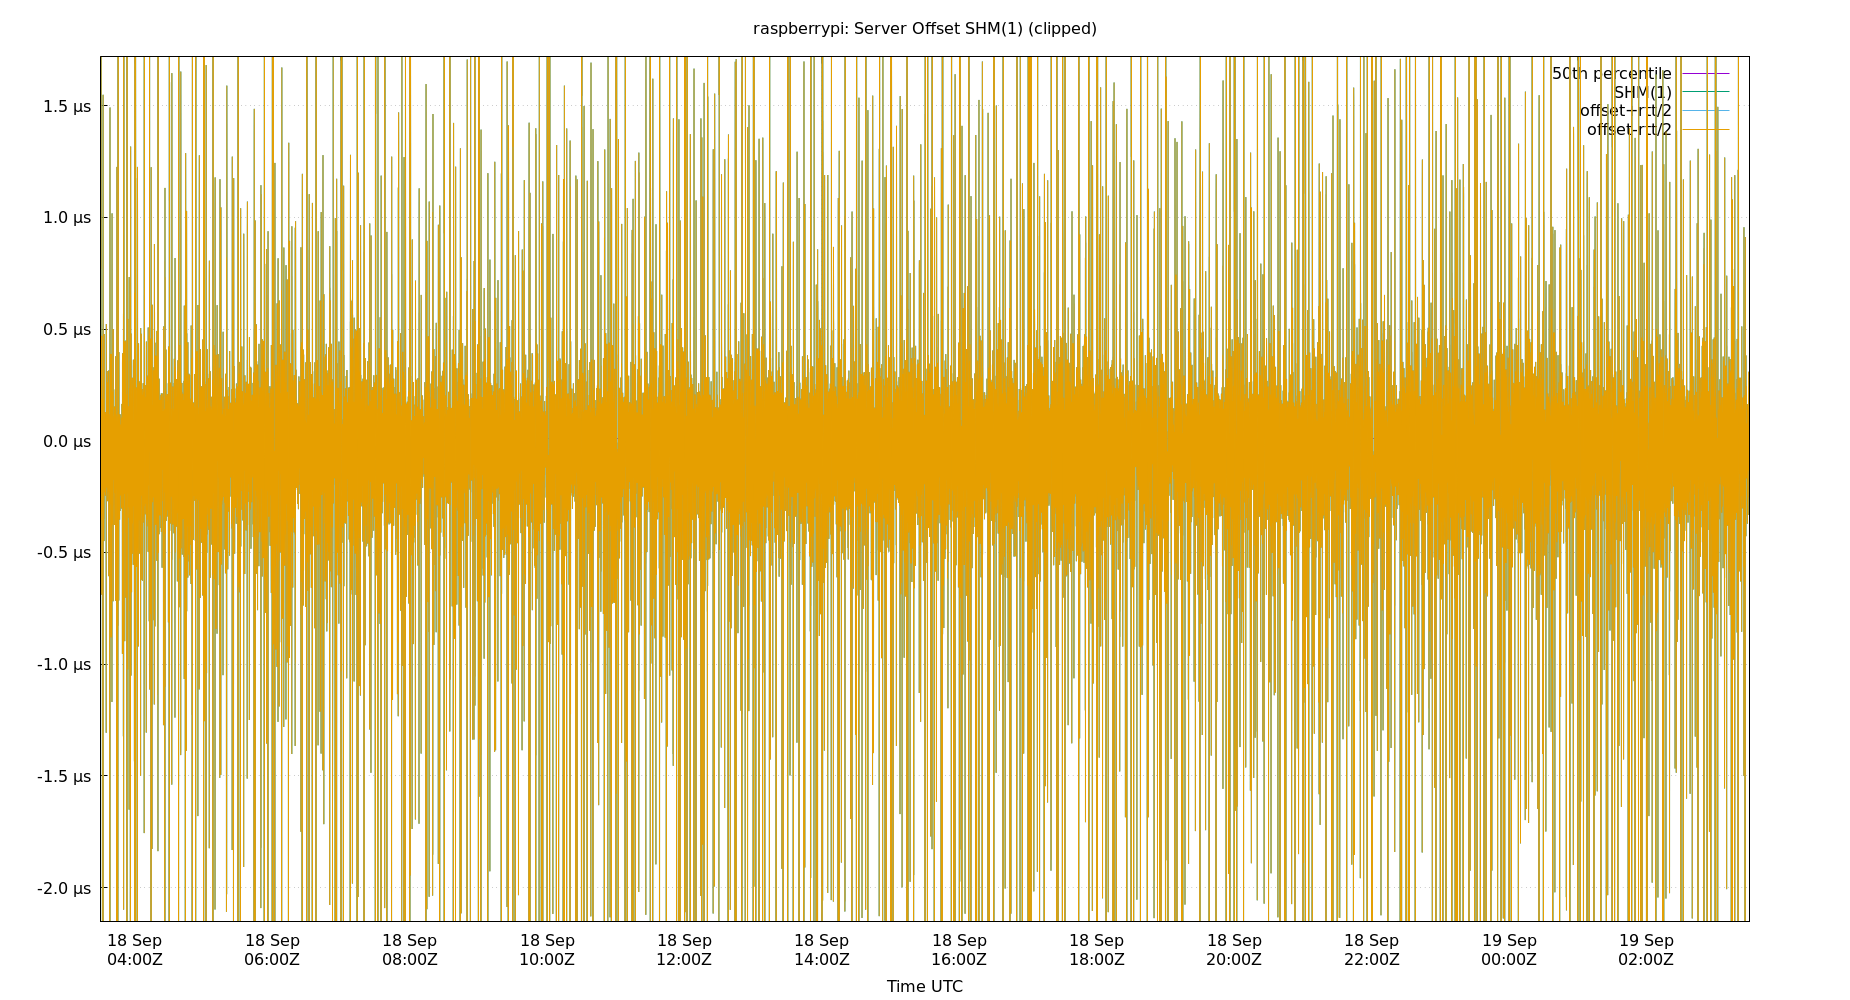 raspberrypi: Server Offset SHM(1) (clipped)
50th percentile
SHM(1)
offset-rtt/2
offset-rtt/2
1.5 µs
1.0 µs
0.5 µs
0.0 µs
-0.5 µs
-1.0 µs
-1.5 µs
-2.0 µs
18 Sep 18 Sep 18 Sep 18 Sep 18 Sep 18 Sep 18 Sep 18 Sep 18 Sep 18 Sep 19 Sep 19 Sep
04:00Z 06:00Z 08:00Z 10:00Z 12:00Z 14:00Z 16:00Z 18:00Z 20:00Z 22:00Z 00:00Z 02:00Z
Time UTC